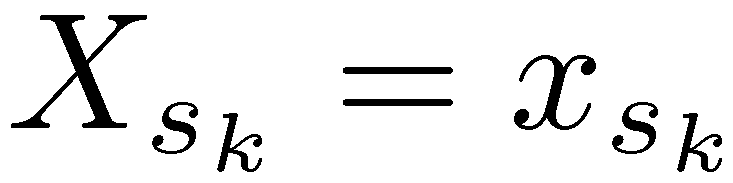 $X_{s_k} = x_{s_k}$